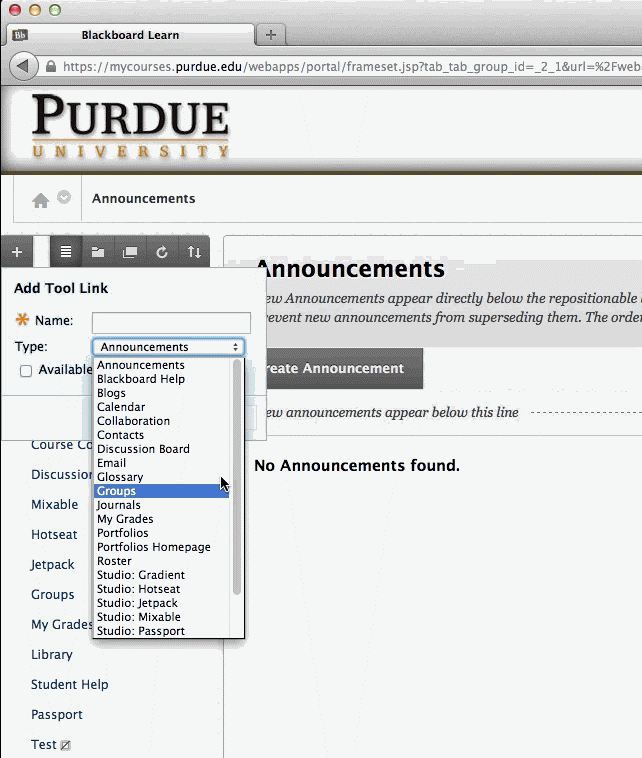 Bb Blackboard Learn
https://mycourses.purdue.edu/webapps/portal/frameset.jsp?tab_tab_group_id=_2_1&url=%2Fweba
PURDUE
UNIVERSITY
Announcements
Add Tool Link
Name:
Type: Announcements
Available
Announcements
Blackboard Help
Blogs
Calendar
Collaboration
Contacts
Discussion Board
Email
Glossary
Groups
Journals
My Grades
Portfolios
Portfolios Homepage
Roster
Studio: Gradient
Studio: Hotseat
Studio: Jetpack
Studio: Mixable
Studio: Passport
Course Co
Discussion
Mixable
Hotseat
Jetpack
Groups
My Grades
Library
Student Help
Passport
Test
Announcements
ew Announcements appear directly below the repositionable
revent new announcements from superseding them. The order
reate Announcement
ew announcements appear below this line
No Announcements found.